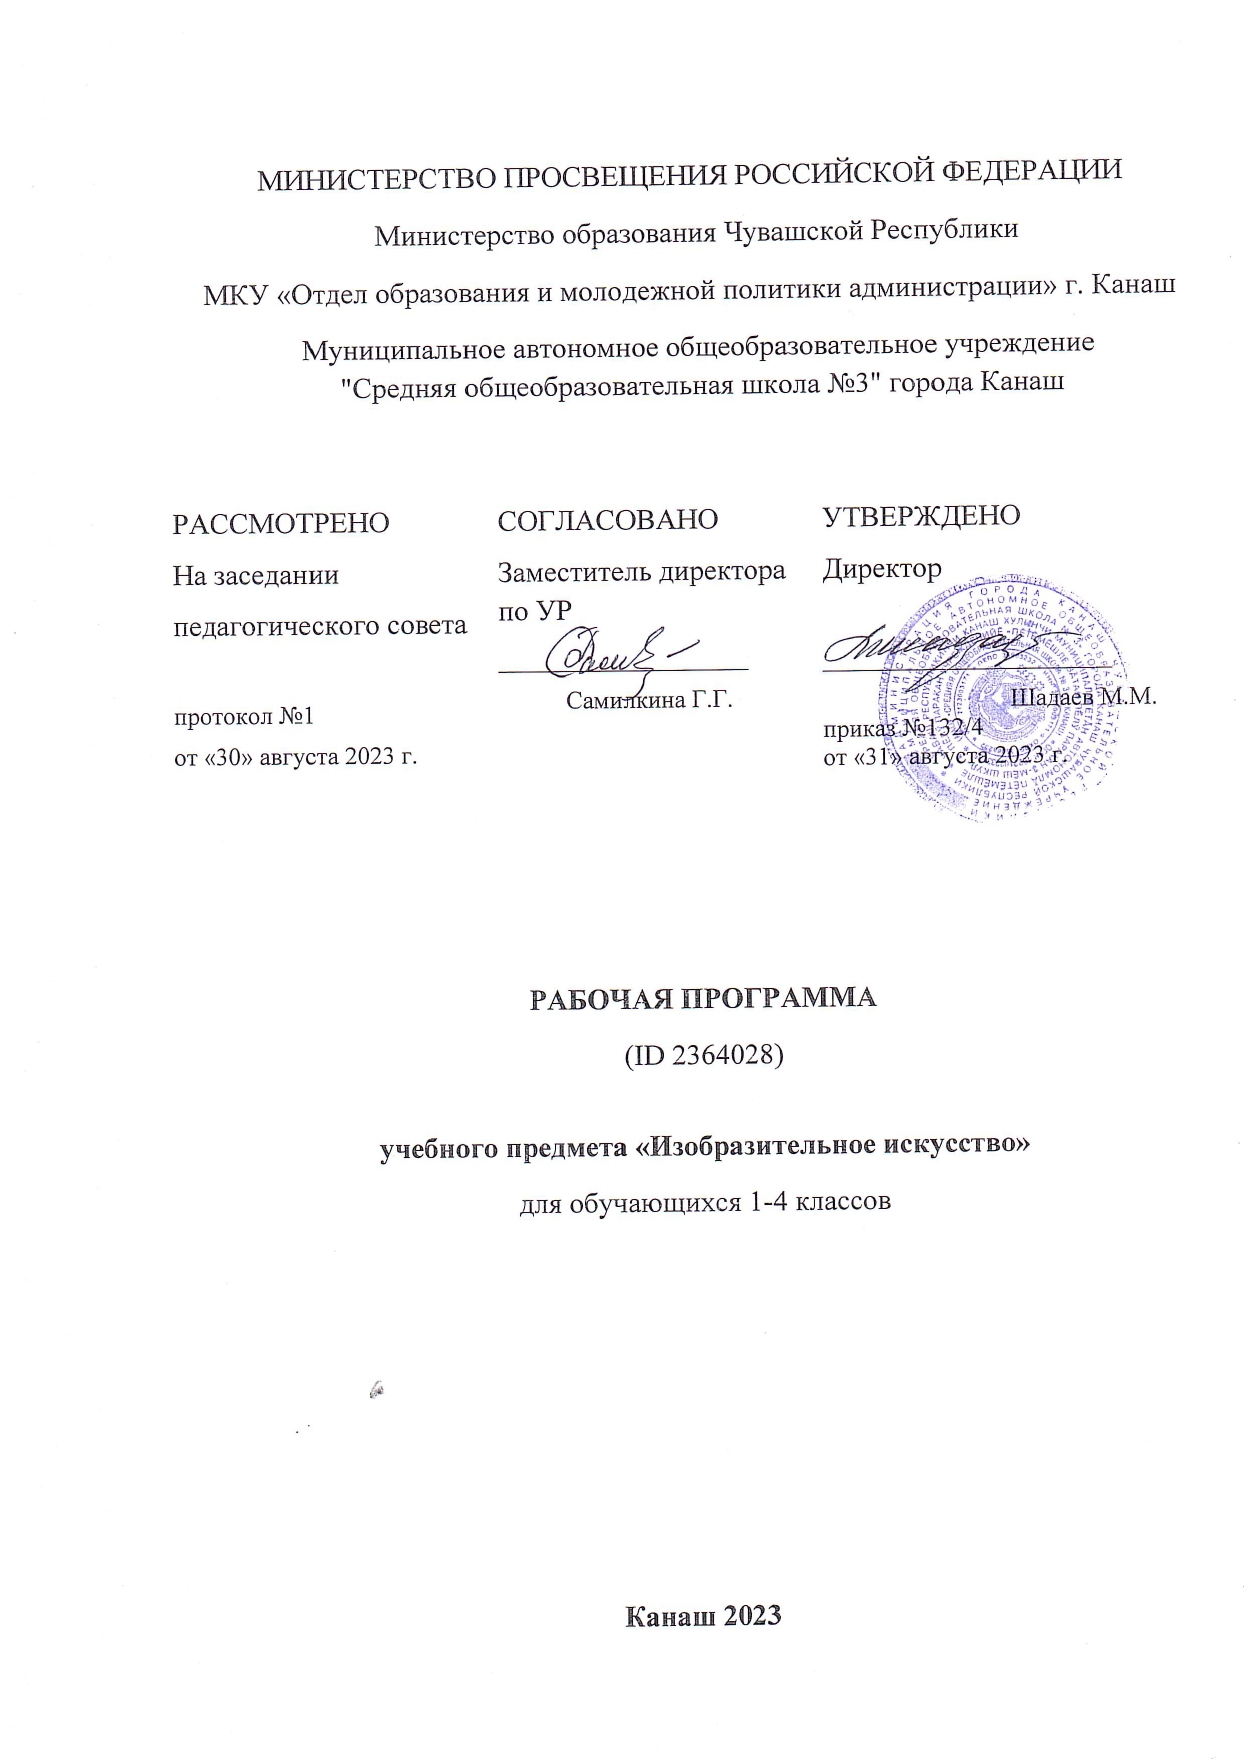 МИНИСТЕРСТВО ПРОСВЕЩЕНИЯ РОССИЙСКОЙ ФЕДЕРАЦИИ
Министерство образования Чувашской Республики
МКУ «Отдел образования и молодежной политики администрации» г. Канаш
Муниципальное автономное общеобразовательное учреждение
"Средняя общеобразовательная школа №3" города Канаш
РАССМОТРЕНО
На заседании
педагогического совета
протокол №1
от «30» августа 2023 г.
СОГЛАСОВАНО
Заместитель директора
по УР
Самилкина Г.Г.
УТВЕРЖДЕНО
Директор
Шадаев М.М.
приказ №132/4
от «31» августа 2023 г.
РАБОЧАЯ ПРОГРАММА
(ID 2364028)
учебного предмета «Изобразительное искусство»
для обучающихся 1-4 классов
Канаш 2023